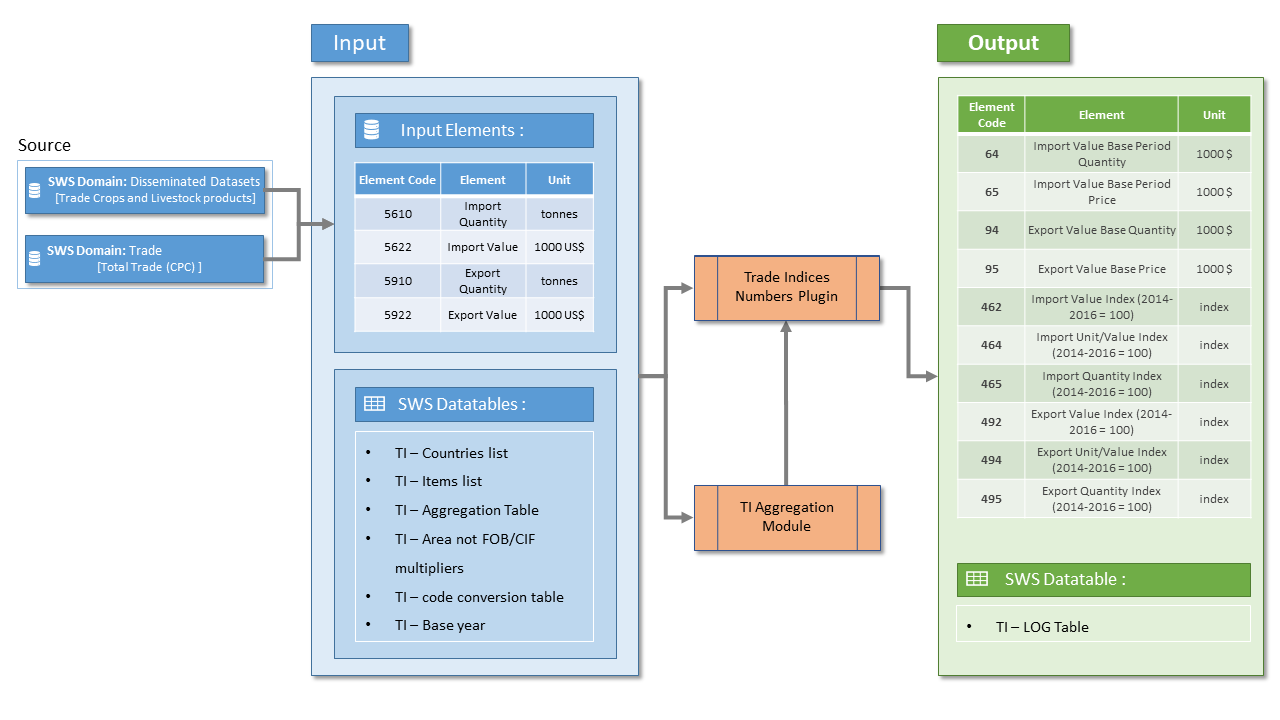 Input
Output
Source
SWS Domain: Disseminated Datasets
[Trade Crops and Livestock products]
SWS Domain: Trade
[Total Trade (CPC) ]
Input Elements :
Element Code Element Unit
5610 Import
Quantity tonnes
5622 Import Value 1000 US$
5910 Export
Quantity tonnes
5922 Export Value 1000 US$
SWS Datatables :
• TI – Countries list
• TI – Items list
• TI – Aggregation Table
• TI – Area not FOB/CIF
multipliers
• TI – code conversion table
• TI – Base year
Trade Indices
Numbers Plugin
TI Aggregation
Module
Element
Code Element Unit
64 Import Value Base Period
Quantity 1000 $
65 Import Value Base Period
Price 1000 $
94 Export Value Base Quantity 1000 $
95 Export Value Base Price 1000 $
462 Import Value Index (2014-
2016 = 100) index
464 Import Unit/Value Index
(2014-2016 = 100) index
465 Import Quantity Index
(2014-2016 = 100) index
492 Export Value Index (2014-
2016 = 100) index
494 Export Unit/Value Index
(2014-2016 = 100) index
495 Export Quantity Index
(2014-2016 = 100) index
SWS Datatable :
• TI – LOG Table